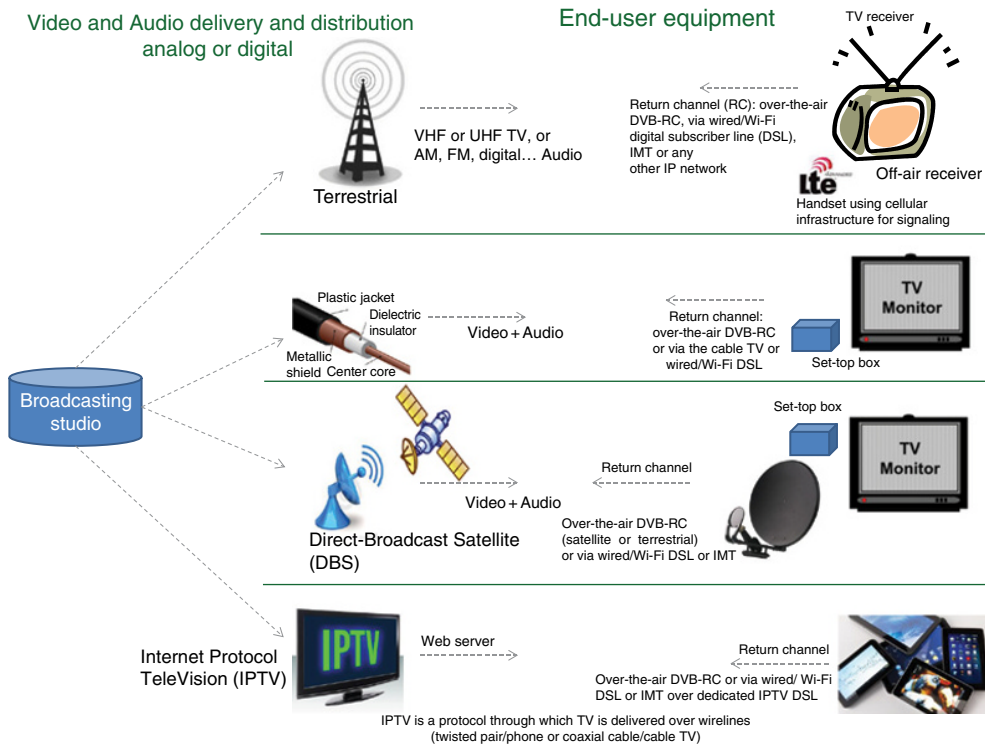 Video and Audio delivery and distribution
analog or digital
End-user equipment
TV receiver
VHF or UHF TV, or
AM, FM, digital... Audio
Return channel (RC): over-the-air
DVB-RC, via wired/Wi-Fi
digital subscriber line (DSL),
IMT or any
other IP network
Lte
Off-air receiver
Terrestrial
Handset using cellular
infrastructure for signaling
Plastic jacket
Dielectric
insulator
Metallic
shield
Center core
Video + Audio
Return channel:
over-the-air DVB-RC
or via the cable TV or
wired/Wi-Fi DSL
TV
Monitor
Set-top box
Broadcasting
studio
Direct-Broadcast Satellite
(DBS)
Video + Audio
Return channel
Over-the-air DVB-RC
(satellite or terrestrial)
or via wired/Wi-Fi DSL or IMT
Set-top box
TV
Monitor
Internet Protocol
TeleVision (IPTV)
IPTV
Web server
Return channel
Over-the-air DVB-RC or via wired/ Wi-Fi
DSL or IMT over dedicated IPTV DSL
IPTV is a protocol through which TV is delivered over wirelines
(twisted pair/phone or coaxial cable/cable TV)